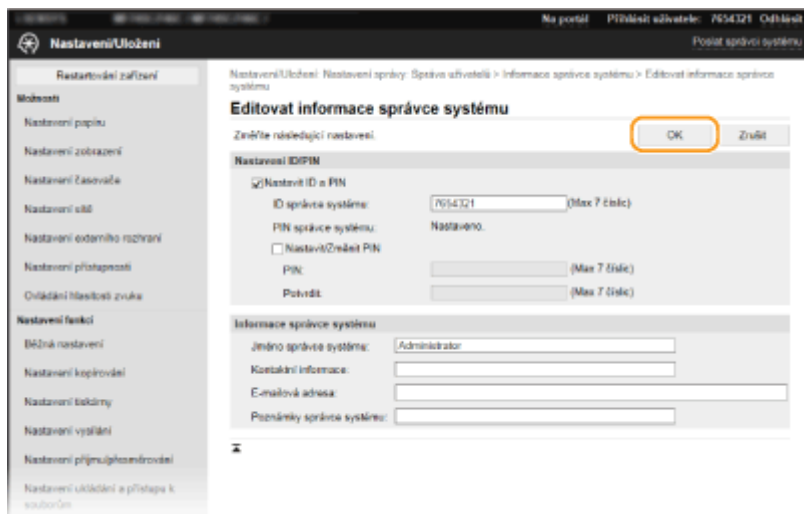 Na portál Přihlásit uživatele: 7654321 Odhlásit
Nastavení/Uložení
Poslat správci systému
Restartování zařízení
Možnosti
Nastavení papíru
Nastavení zobrazení
Nastavení časovače
Nastavení sítě
Nastavení externího rozhraní
Nastavení přístupnosti
Ovládání hlasitosti zvuku
Nastavení funkcí
Běžná nastavení
Nastavení kopírování
Nastavení tiskárny
Nastavení vysílání
Nastavení příjmu/přesměrování
Nastavení ukládání a přístupu k
souborům
Nastavení/Uložení: Nastavení správy: Správa uživatelů > Informace správce systému > Editovat informace správce
systému
Editovat informace správce systému
Změňte následující nastavení.
OK
Zrušit
Nastavení ID/PIN
Nastavit ID a PIN
ID správce systému: 7654321 (Max 7 číslic)
PIN správce systému: Nastaveno.
Nastavit/Změnit PIN
PIN: (Max 7 číslic)
Potvrdit: (Max 7 číslic)
Informace správce systému
Jméno správce systému: Administrator
Kontaktní informace:
E-mailová adresa:
Poznámky správce systému: